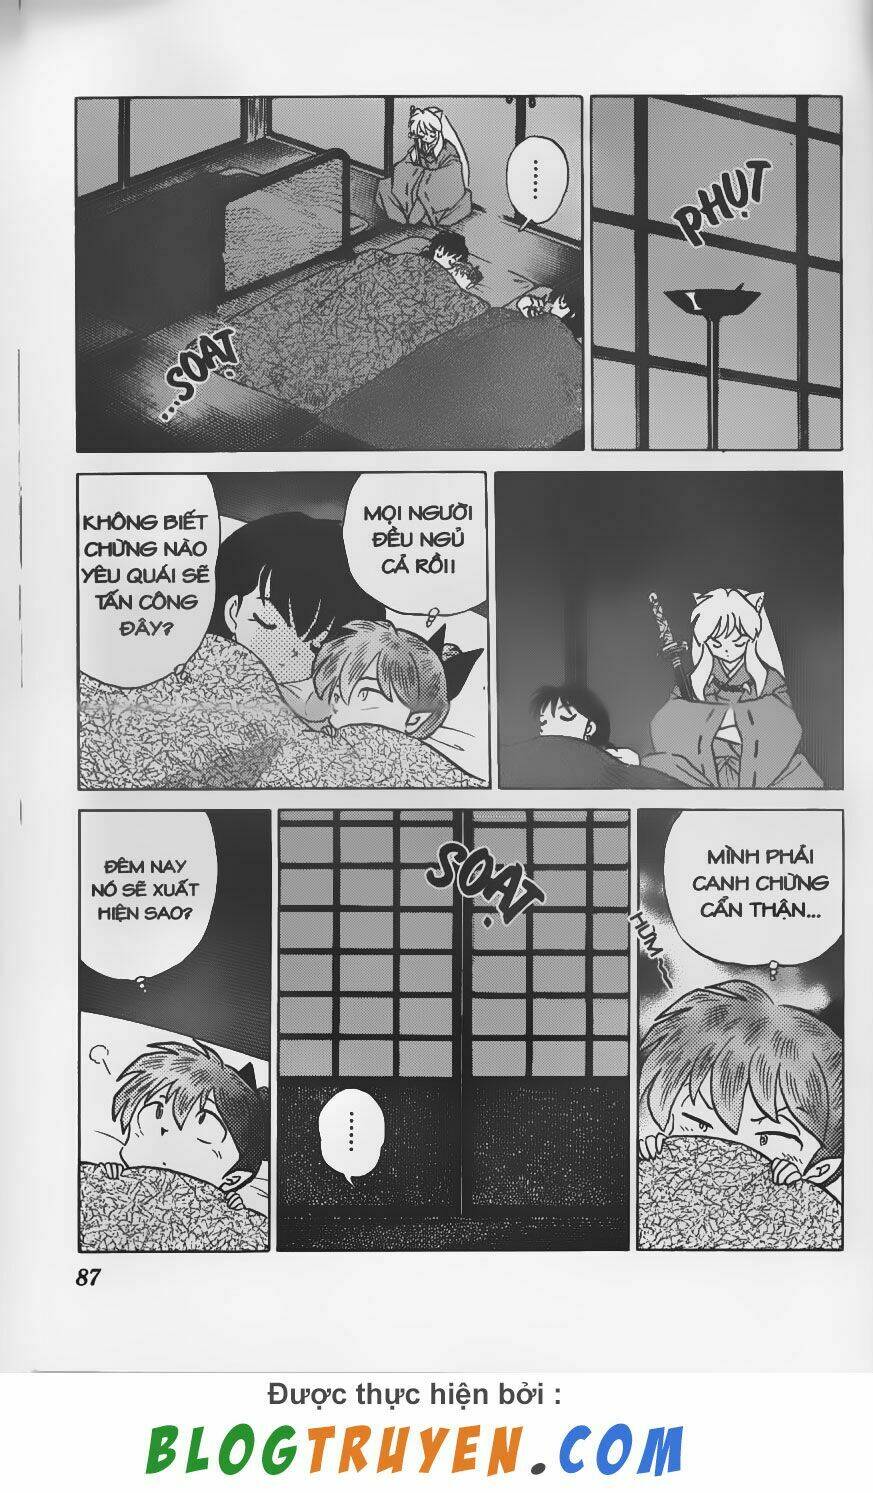 PHỤT
......
...SOẠT
MỌI NGƯỜI
ĐỀU NGỦ
CẢ RỒI!
KHÔNG BIẾT
CHỪNG NÀO
YÊU QUÁI SẼ
TẤN CÔNG
ĐÂY?
MÌNH PHẢI
CANH CHỪNG
CẨN THẬN...
HỪM
SOẠT
......
ĐÊM NAY
NÓ SẼ XUẤT
HIỆN SAO?
87
Được thực hiện bởi :
BLOGTRUYEN.COM